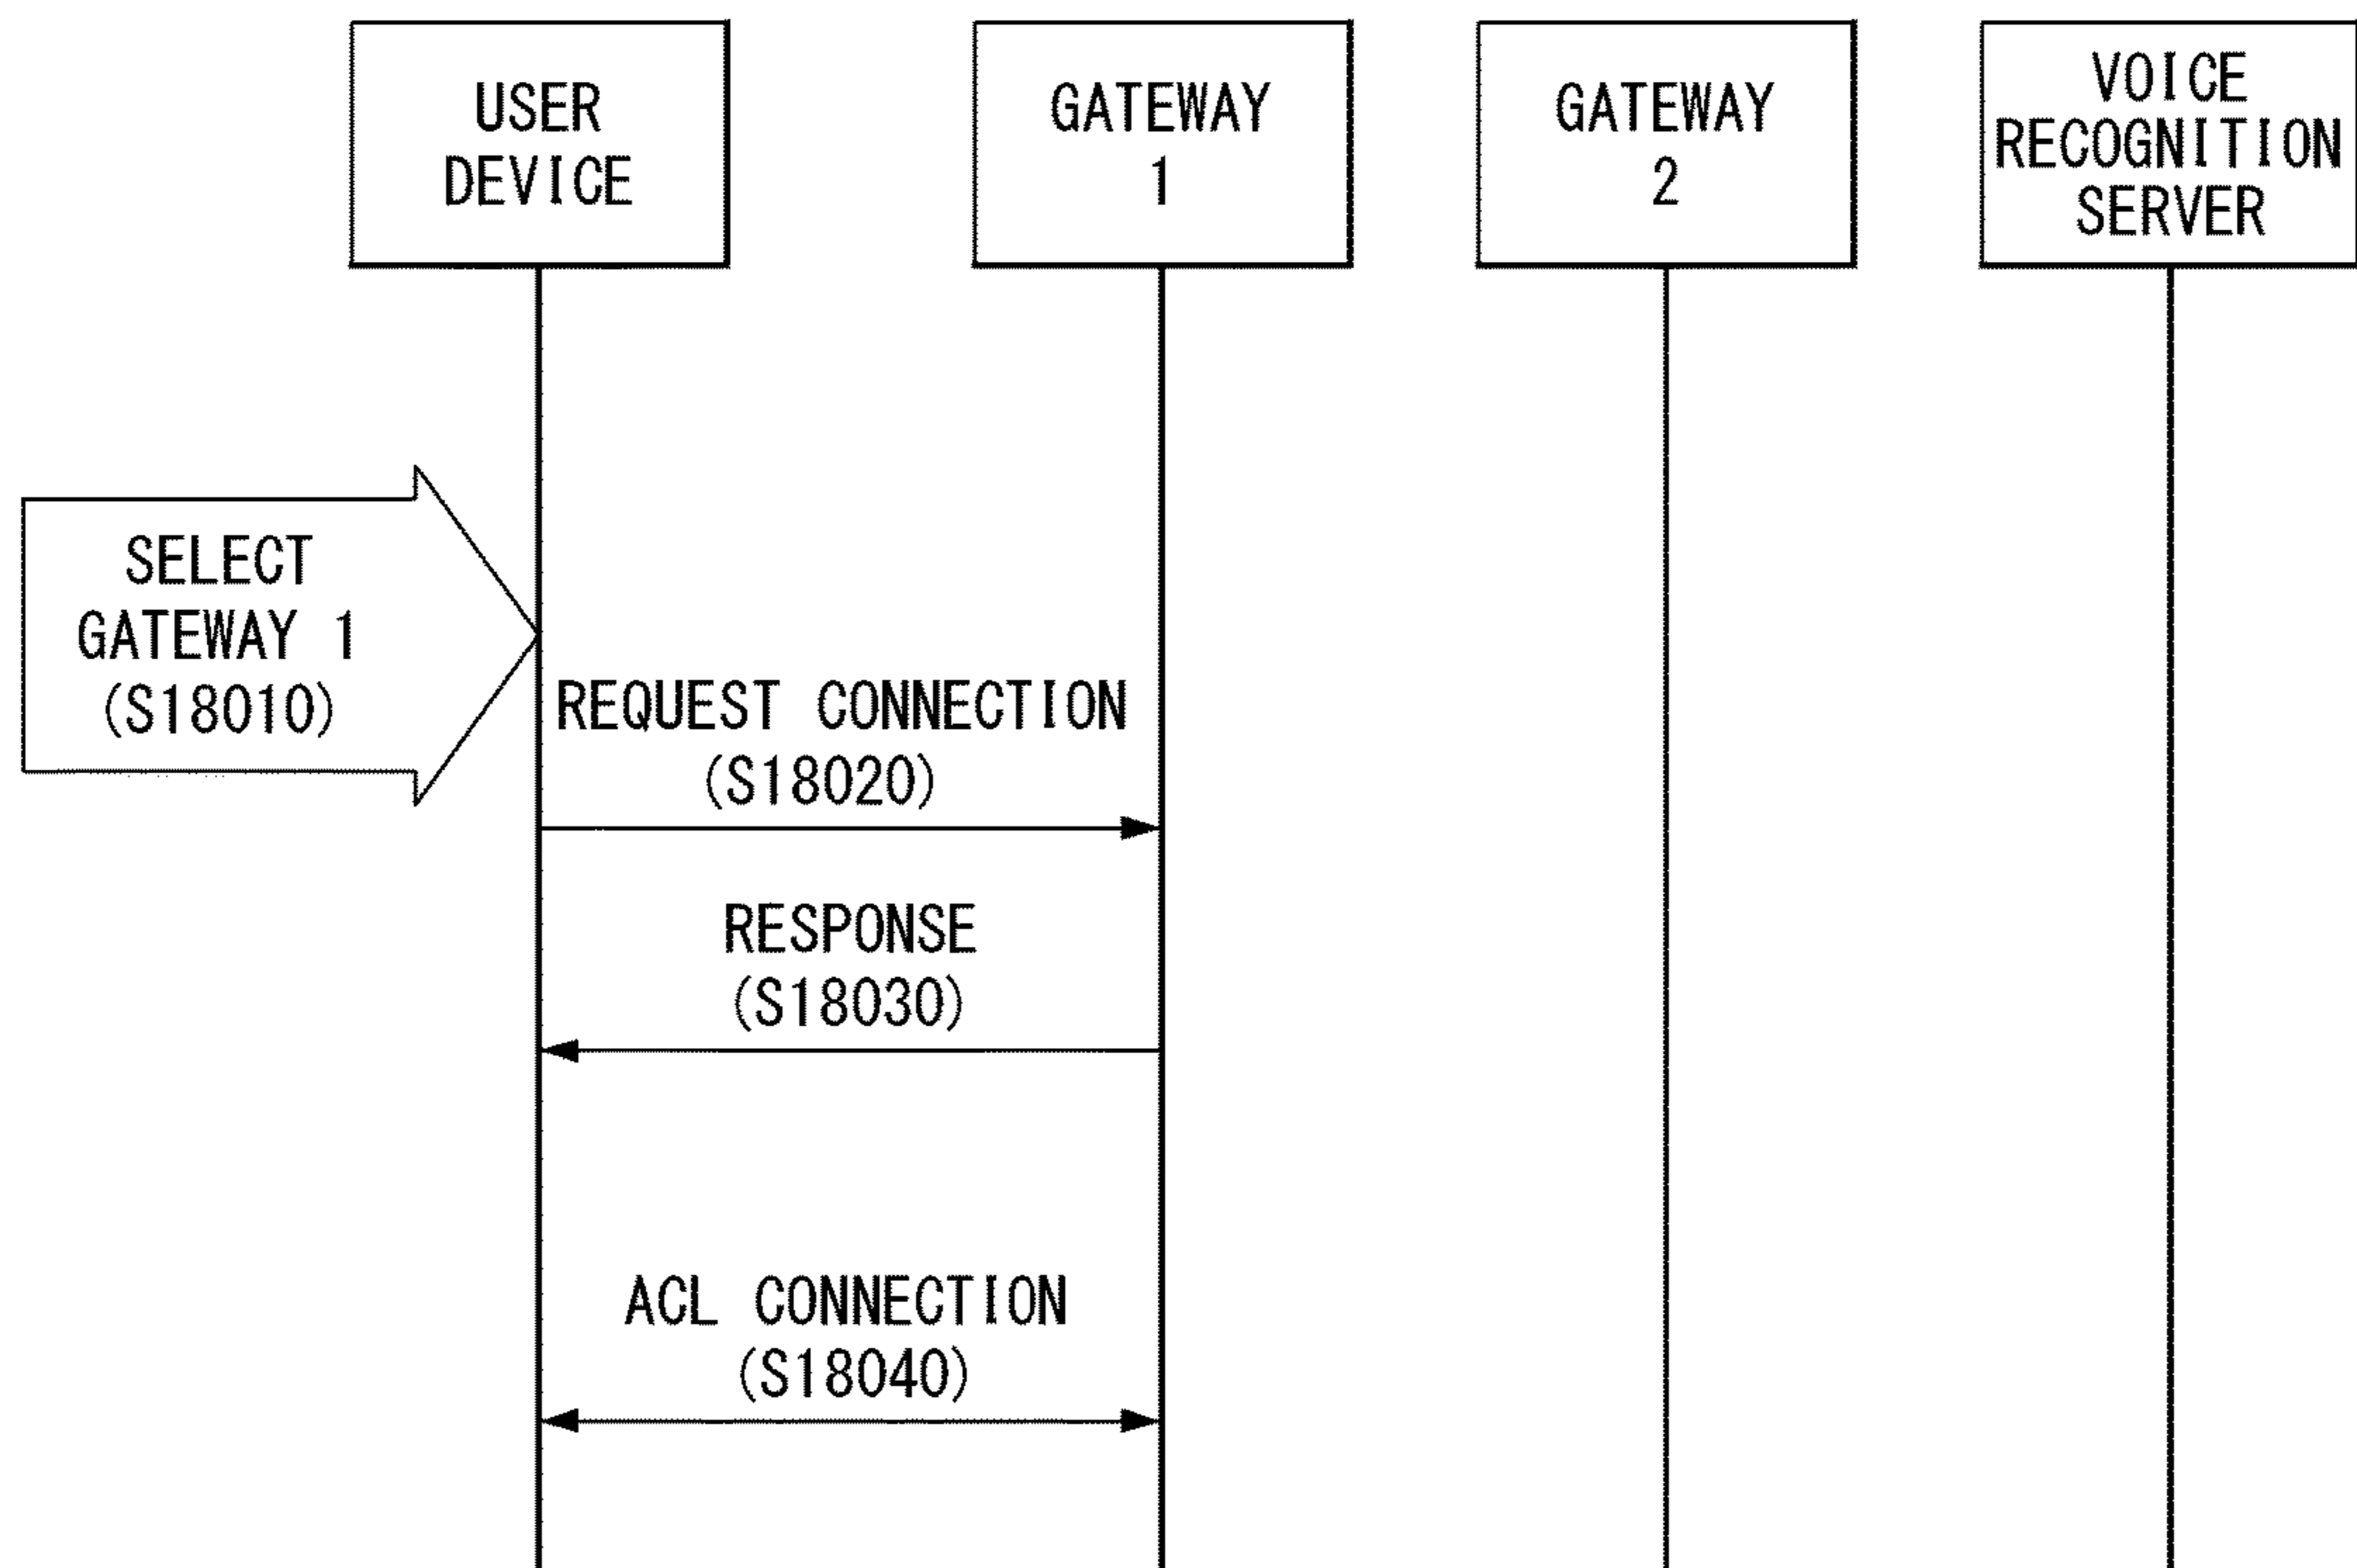 USER
DEVICE
GATEWAY
1
GATEWAY
2
VOICE
RECOGNITION
SERVER
SELECT
GATEWAY 1
(S18010)
REQUEST CONNECTION
(S18020)
RESPONSE
(S18030)
ACL CONNECTION
(S18040)